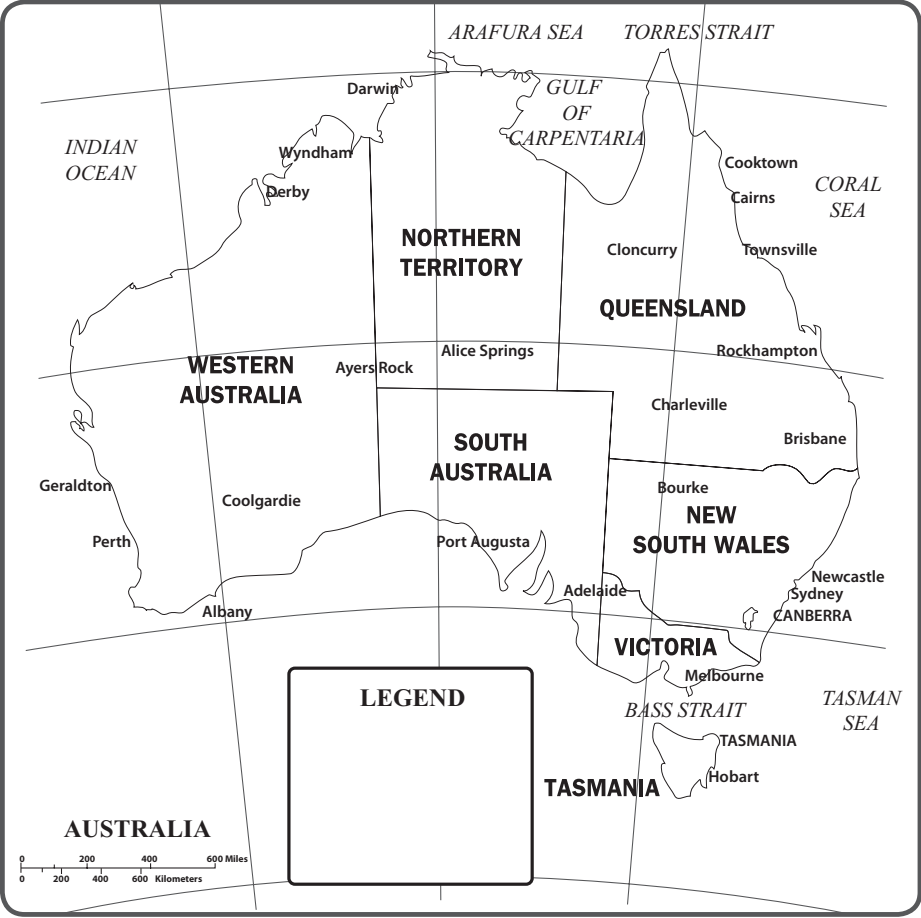 ARAFURA SEA
TORRES STRAIT
Darwin
GULF
OF
CARPENTARIA
INDIAN
OCEAN
Wyndham
Derby
Cooktown
CORAL
SEA
Cairns
NORTHERN
TERRITORY
Cloncurry
Townsville
QUEENSLAND
WESTERN
AUSTRALIA
Ayers Rock
Alice Springs
Rockhampton
Charleville
Brisbane
SOUTH
AUSTRALIA
Geraldton
Coolgardie
Bourke
NEW
SOUTH WALES
Perth
Port Augusta
Adelaide
Newcastle
Sydney
CANBERRA
Albany
VICTORIA
Melbourne
LEGEND
BASS STRAIT
TASMAN
SEA
TASMANIA
Hobart
TASMANIA
AUSTRALIA
0 200 400 600 Miles
0 200 400 600 Kilometers